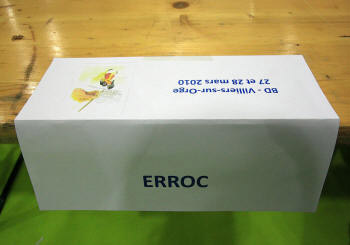 BD - Villiers-sur-Orge
27 et 28 mars 2010
ERROC